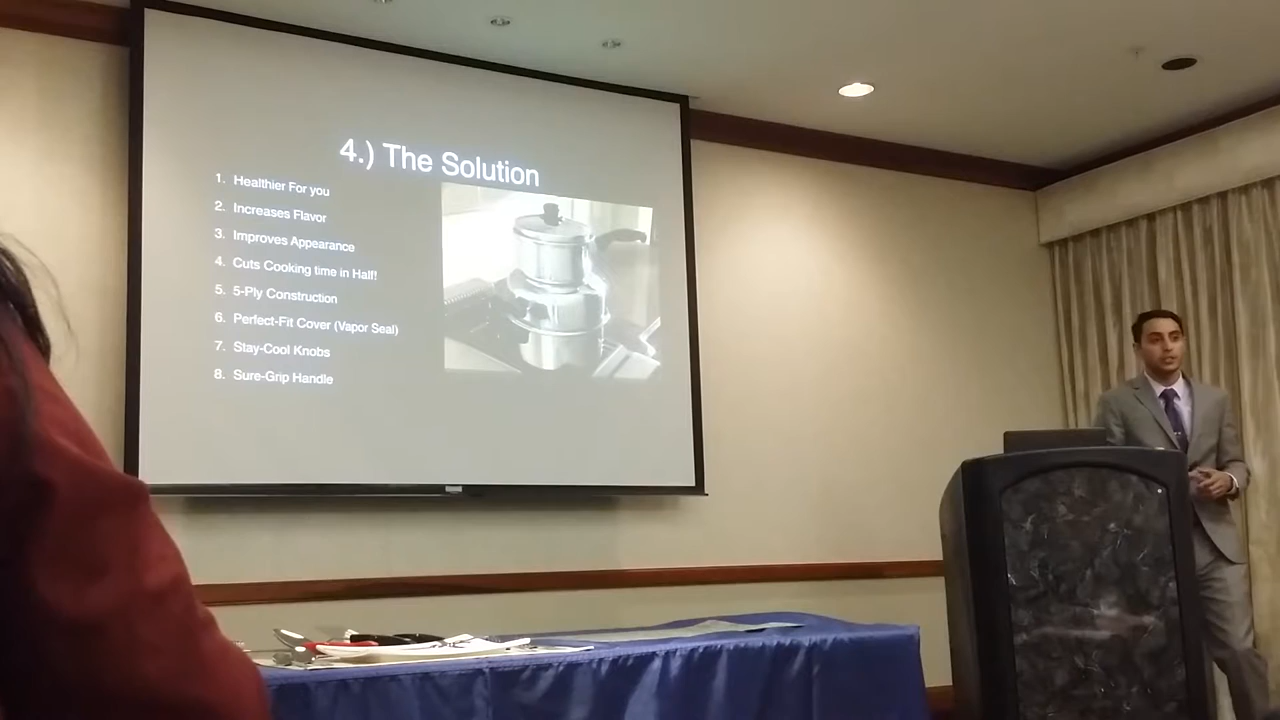 4.) The Solution
1. Healthier For you
2. Increases Flavor
3. Improves Appearance
4. Cuts Cooking time in Half!
5. 5-Ply Construction
6. Perfect-Fit Cover (Vapor Seal)
7. Stay-Cool Knobs
8. Sure-Grip Handle